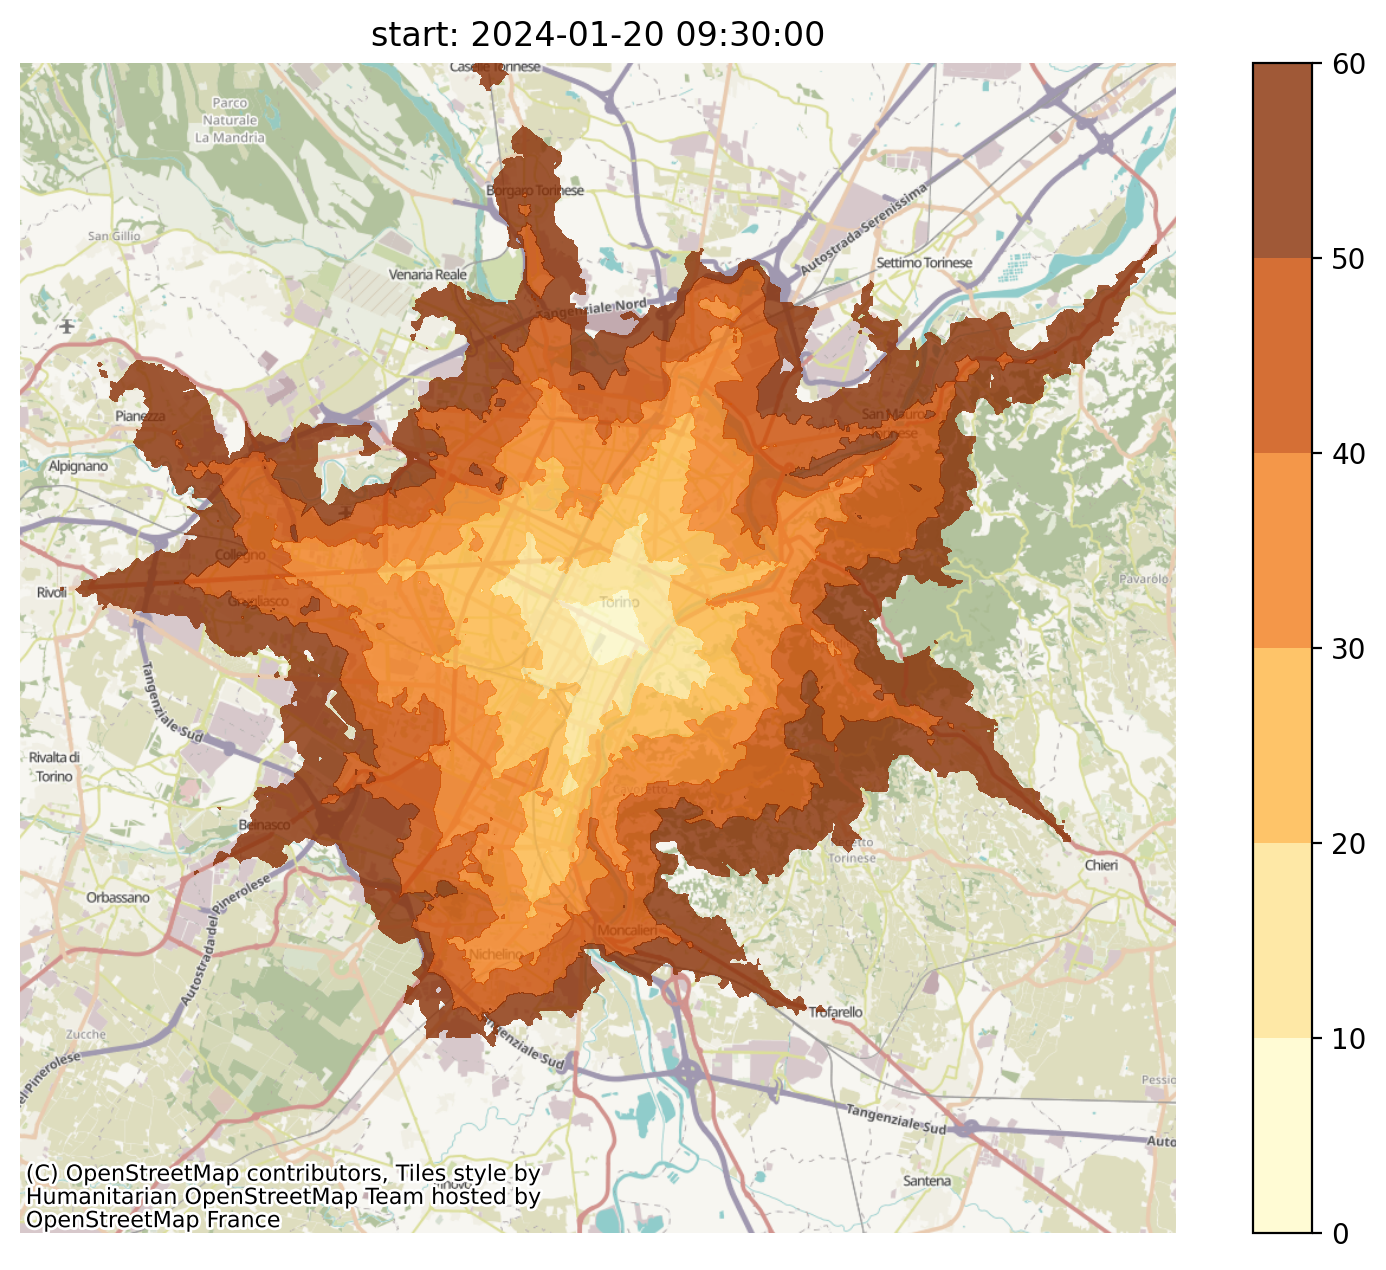 start: 2024-01-20 09:30:00
60
50
40
30
20
10
0
Caselle Torinese
Parco
Naturale
La Mandria
Borgaro Torinese
Autostrada Serenissima
San Gillio
Venaria Reale
Settimo Torinese
Tangenziale Nord
Pianezza
San Mauro
Torinese
Alpignano
Collegno
Pavarolo
Rivoli
Grugliasco
Torino
Tangenziale Sud
Rivalta di
Torino
Cavoretto
Beinasco
Torinese
Chieri
Orbassano
Autostrada del Pinerolese
Moncalieri
Nichelino
Trofarello
Zucche
Tangenziale Sud
Pessio
del Pinerolese
Tangenziale Sud
Auto
Santena
(C) OpenStreetMap contributors, Tiles style by
Humanitarian OpenStreetMap Team hosted by
OpenStreetMap France